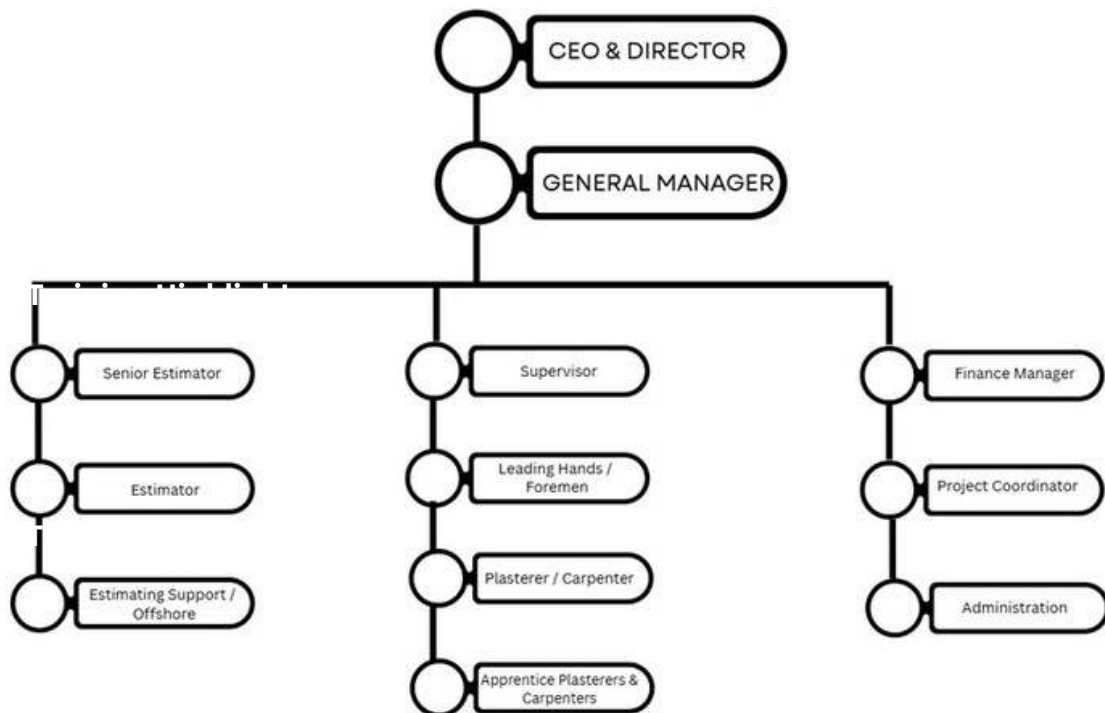 CEO & DIRECTOR
GENERAL MANAGER
Senior Estimator
Estimator
Estimating Support /
Offshore
Supervisor
Leading Hands /
Foremen
Plasterer / Carpenter
Apprentice Plasterers &
Carpenters
Finance Manager
Project Coordinator
Administration